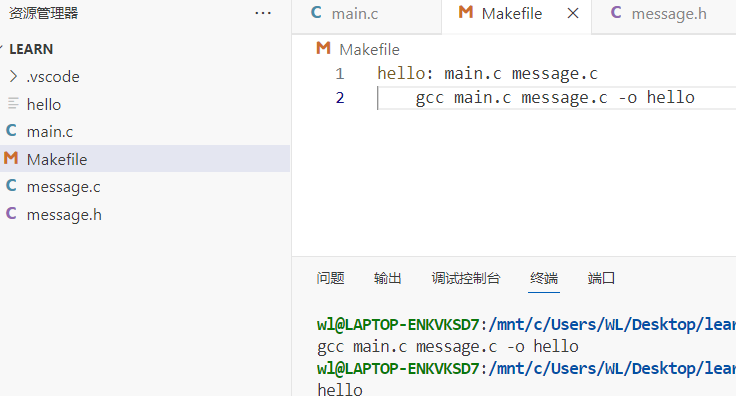 资源管理器 ···
LEARN
.vscode
hello
main.c
Makefile
message.c
message.h
main.c Makefile message.h
Makefile
1 hello: main.c message.c
2 gcc main.c message.c -o hello
问题 输出 调试控制台 终端 端口
wl@LAPTOP-ENKVKSD7:/mnt/c/Users/WL/Desktop/lear
gcc main.c message.c -o hello
wl@LAPTOP-ENKVKSD7:/mnt/c/Users/WL/Desktop/lear
hello